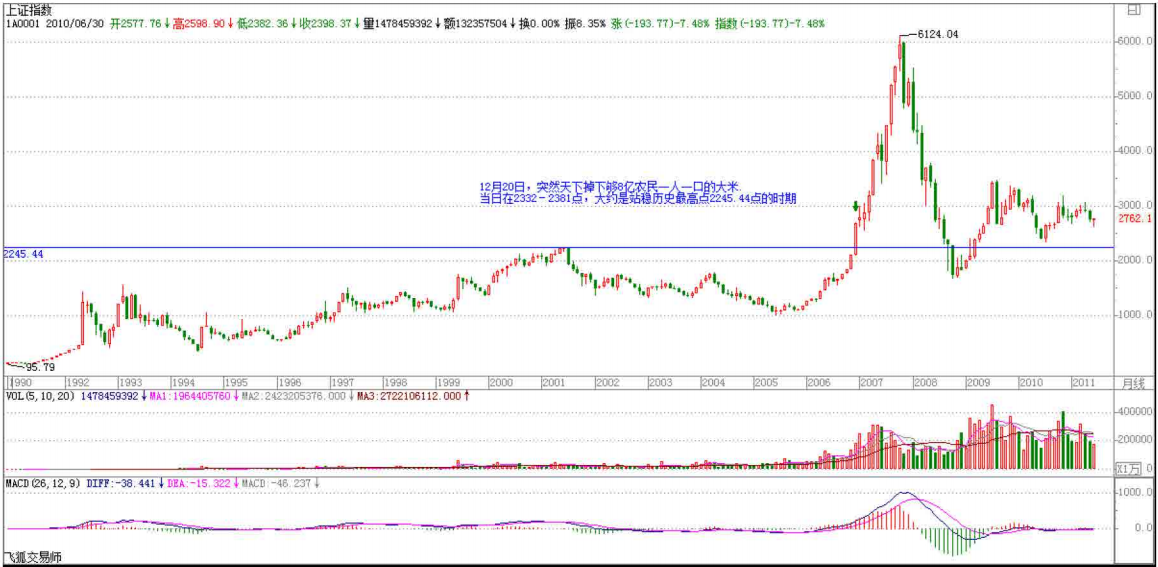 上证指数
日
1A0001 2010/06/30 开2577.76↓高2598.90↓低2382.36↓收2398.37↓量1478459392↓额132357504↓换0.00% 振8.35% 涨(-193.77)-7.48% 指数(-193.77)-7.48%
6124.04
6000.0
5000.0
4000.0
12月20日，突然天下掉下能8亿农民一人一口的大米.
当日在2332－2381点，大约是站稳历史最高点2245.44点的时期
3000.0
2762.1
2245.44
2000.0
1000.0
95.79
1990 1992 1993 1994 1995 1996 1997 1998 1999 2000 2001 2002 2003 2004 2005 2006 2007 2008 2009 2010 2011 月线
VOL(5,10,20) 1478459392↓MA1:1964405760↓MA2:2423205376.000↓MA3:2722106112.000↑
400000
200000
X1万 0
MACD(26,12,9) DIFF:-38.441↓DEA:-15.322↓MACD:-46.237↓
1000.0
0.0
飞狐交易师